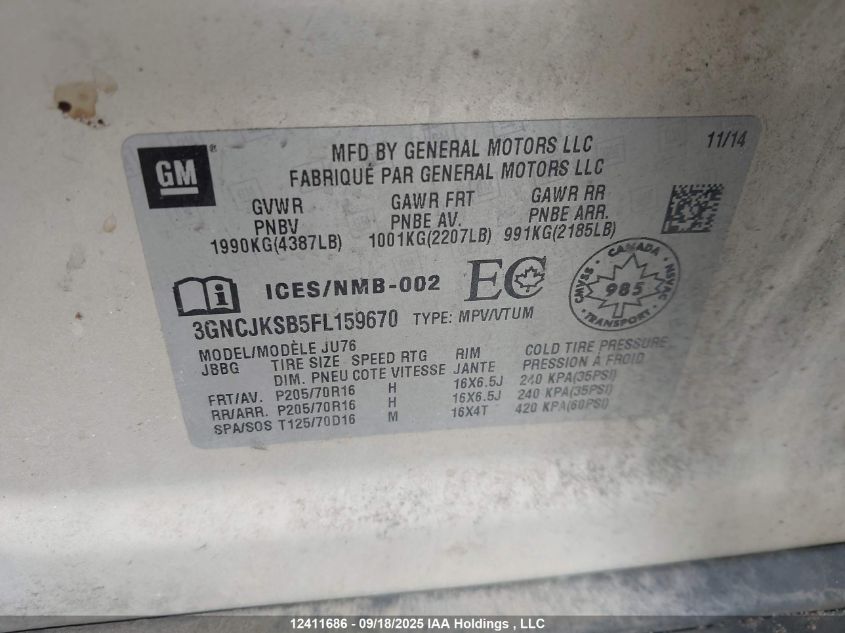 GM
MFD BY GENERAL MOTORS LLC
11/14
FABRIQUÉ PAR GENERAL MOTORS LLC
GVWR GAWR FRT GAWR RR
PNBV PNBE AV. PNBE ARR.
1990KG(4387LB) 1001KG(2207LB) 991KG(2185LB)
ICES/NMB-002 EC
CANADA
CMVSS 985 NSVAC
TRANSPORT
3GNCJKSB5FL159670 TYPE: MPV/VTUM
MODEL/MODÈLE JU76
JBBG TIRE SIZE SPEED RTG RIM COLD TIRE PRESSURE
DIM. PNEU COTE VITESSE JANTE PRESSION À FROID
FRT/AV. P205/70R16 H 16X6.5J 240 KPA(35PSI)
RR/ARR. P205/70R16 H 16X6.5J 240 KPA(35PSI)
SPA/SOS T125/70D16 M 16X4T 420 KPA(60PSI)
12411686 - 09/18/2025 IAA Holdings , LLC